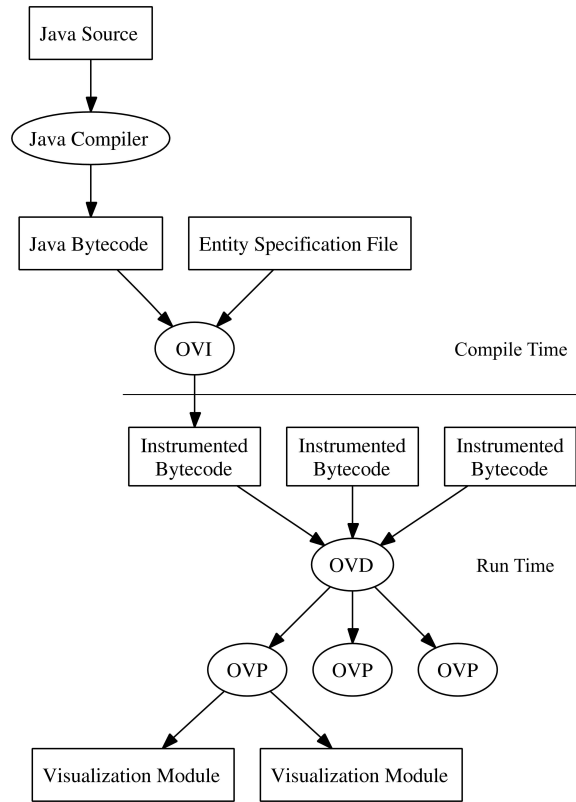 Java Source
Java Compiler
Java Bytecode
Entity Specification File
OVI
Compile Time
Instrumented
Bytecode
Instrumented
Bytecode
Instrumented
Bytecode
OVD
Run Time
OVP
OVP
OVP
Visualization Module
Visualization Module